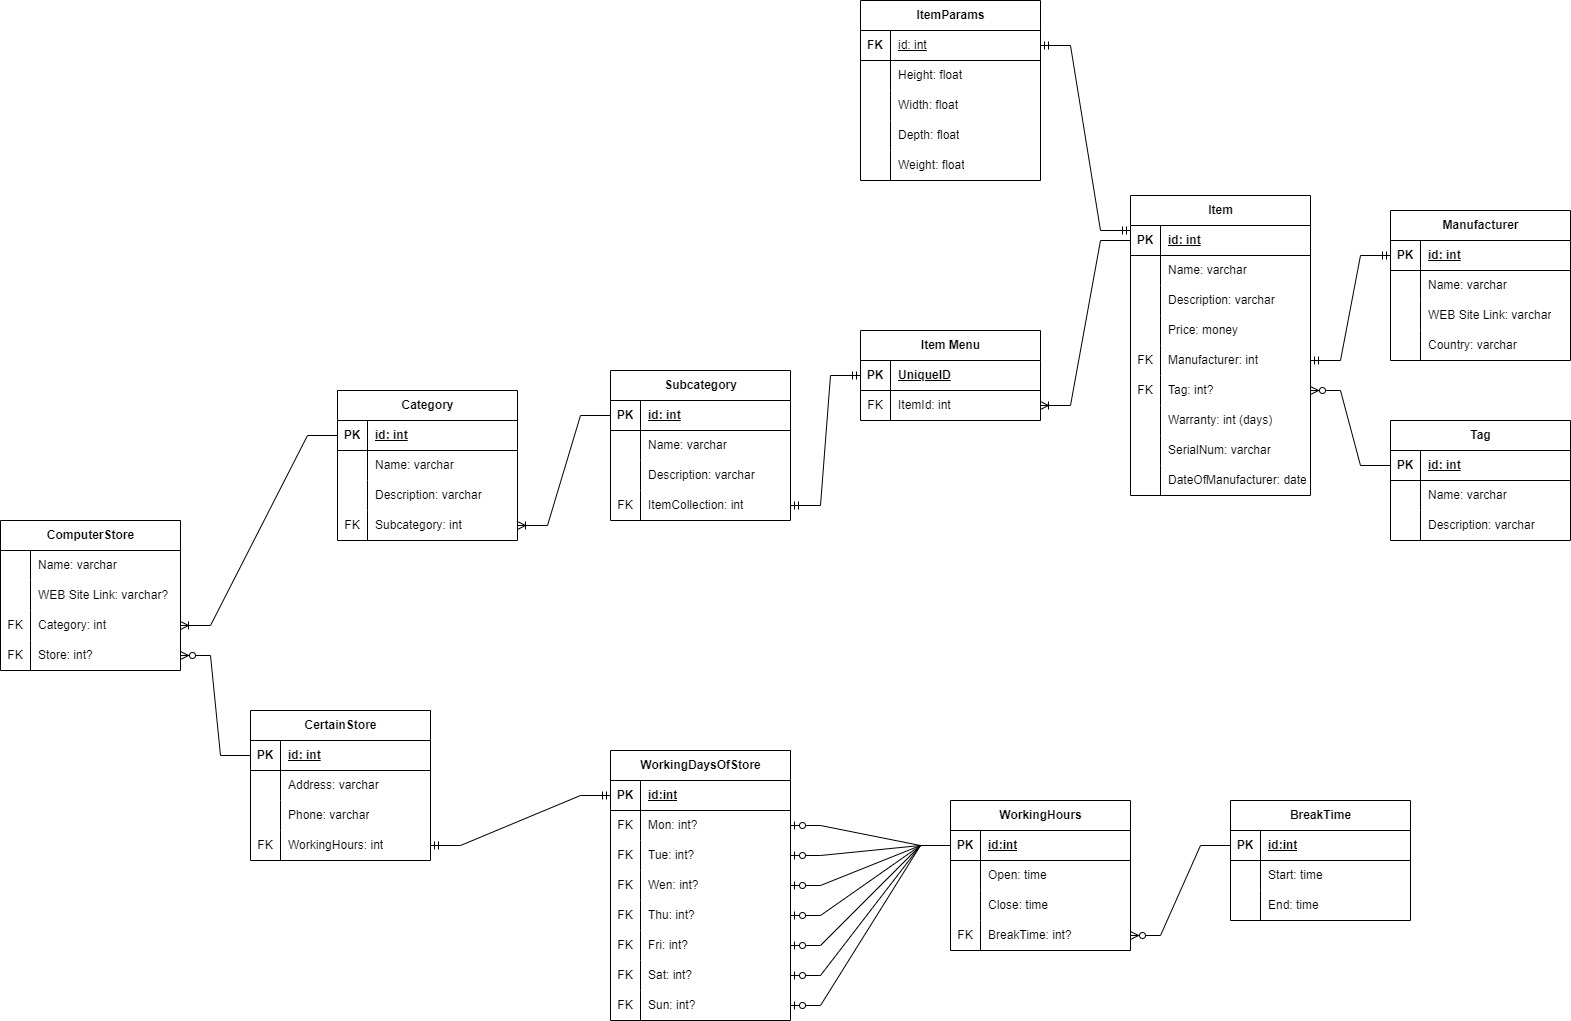 ItemParams
FK id: int
Height: float
Width: float
Depth: float
Weight: float
Item
PK id: int
Name: varchar
Description: varchar
Price: money
FK Manufacturer: int
FK Tag: int?
Warranty: int (days)
SerialNum: varchar
DateOfManufacturer: date
Manufacturer
PK id: int
Name: varchar
WEB Site Link: varchar
Country: varchar
Item Menu
PK UniqueID
FK ItemId: int
Subcategory
PK id: int
Name: varchar
Description: varchar
FK ItemCollection: int
Category
PK id: int
Name: varchar
Description: varchar
FK Subcategory: int
Tag
PK id: int
Name: varchar
Description: varchar
ComputerStore
Name: varchar
WEB Site Link: varchar?
FK Category: int
FK Store: int?
CertainStore
PK id: int
Address: varchar
Phone: varchar
FK WorkingHours: int
WorkingDaysOfStore
PK id:int
FK Mon: int?
FK Tue: int?
FK Wen: int?
FK Thu: int?
FK Fri: int?
FK Sat: int?
FK Sun: int?
WorkingHours
PK id:int
Open: time
Close: time
FK BreakTime: int?
BreakTime
PK id:int
Start: time
End: time